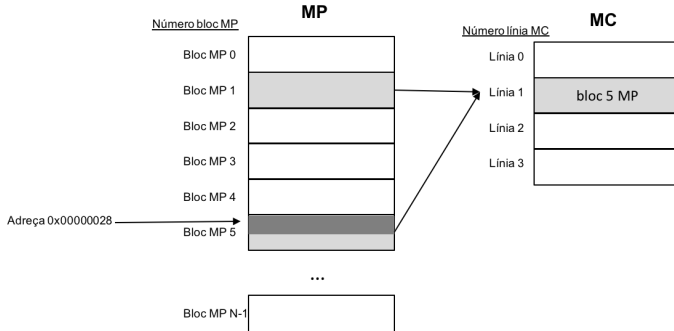 MP
MC
Número bloc MP
Número línia MC
Bloc MP 0
Línia 0
Bloc MP 1
Línia 1
bloc 5 MP
Bloc MP 2
Línia 2
Bloc MP 3
Línia 3
Bloc MP 4
Adreça 0x00000028
Bloc MP 5
...
Bloc MP N-1